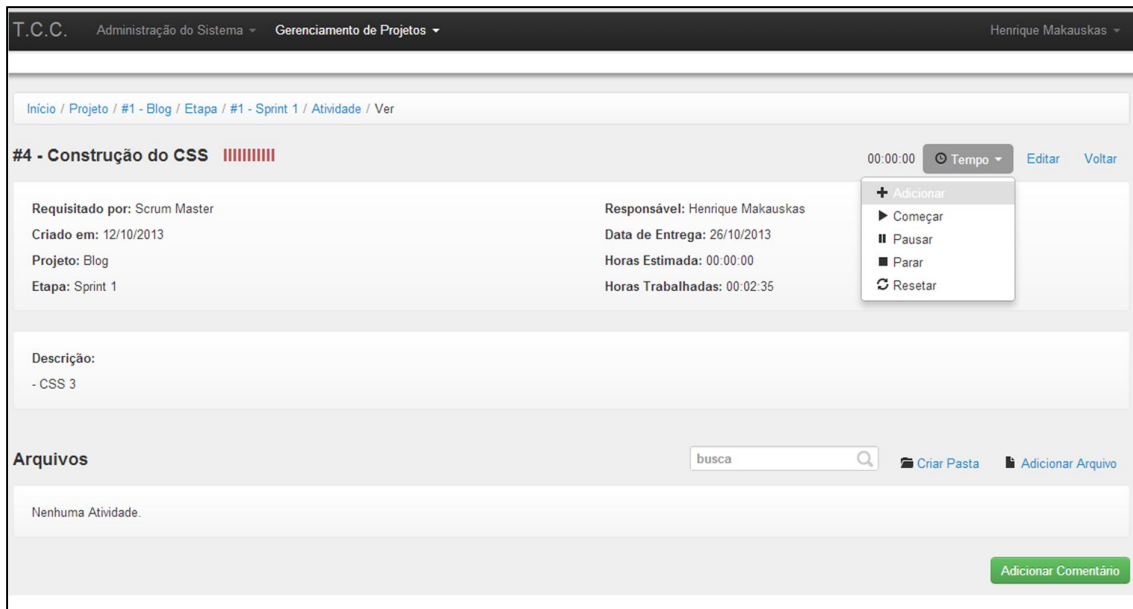 T.C.C. Administração do Sistema Gerenciamento de Projetos Henrique Makauskas
Início / Projeto / #1 - Blog / Etapa / #1 - Sprint 1 / Atividade / Ver
#4 - Construção do CSS 00:00:00 Tempo Editar Voltar
Adicionar
Começar
Pausar
Parar
Resetar
Requisitado por: Scrum Master
Criado em: 12/10/2013
Projeto: Blog
Etapa: Sprint 1
Responsável: Henrique Makauskas
Data de Entrega: 26/10/2013
Horas Estimada: 00:00:00
Horas Trabalhadas: 00:02:35
Descrição:
- CSS 3
Arquivos busca Criar Pasta Adicionar Arquivo
Nenhuma Atividade.
Adicionar Comentário